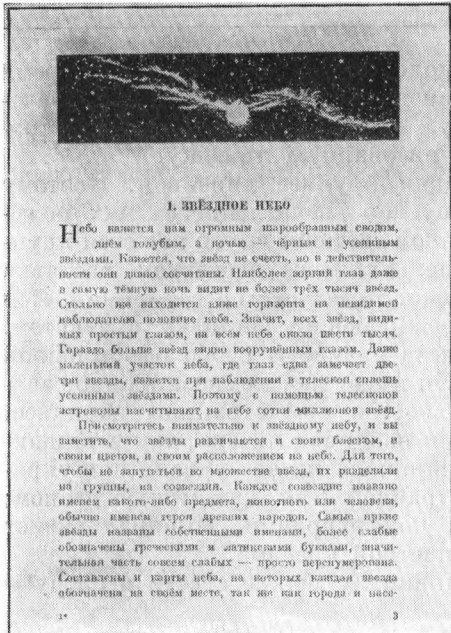 1. ЗВЁЗДНОЕ НЕБО
Небо кажется нам огромным шарообразным сводом,
днём голубым, а ночью — чёрным и усеянным
звёздами. Кажется, что звёзд не счесть, но в действитель-
ности они давно сосчитаны. Наиболее зоркий глаз даже
в самую тёмную ночь видит не более трёх тысяч звёзд.
Столько же находится ниже горизонта на невидимой
наблюдателю половине неба. Значит, всех звёзд, види-
мых простым глазом, на всём небе около шести тысяч.
Гораздо больше звёзд видно вооружённым глазом. Даже
маленький участок неба, где глаз едва замечает две-
три звезды, кажется при наблюдении в телескоп сплошь
усеянным звёздами. Поэтому с помощью телескопов
астрономы насчитывают на небе сотни миллионов звёзд.
Присмотритесь внимательно к звёздному небу, и вы
заметите, что звёзды различаются и своим блеском, и
своим цветом, и своим расположением на небе. Для того,
чтобы не запутаться во множестве звёзд, их разделили
на группы, на созвездия. Каждое созвездие названо
именем какого-либо предмета, животного или человека,
обычно именем героя древних народов. Самые яркие
звёзды названы собственными именами, более слабые
обозначены греческими и латинскими буквами, значи-
тельная часть совсем слабых — просто перенумерована.
Составлены и карты неба, на которых каждая звезда
обозначена на своём месте, так же как города и насе-
1* 3